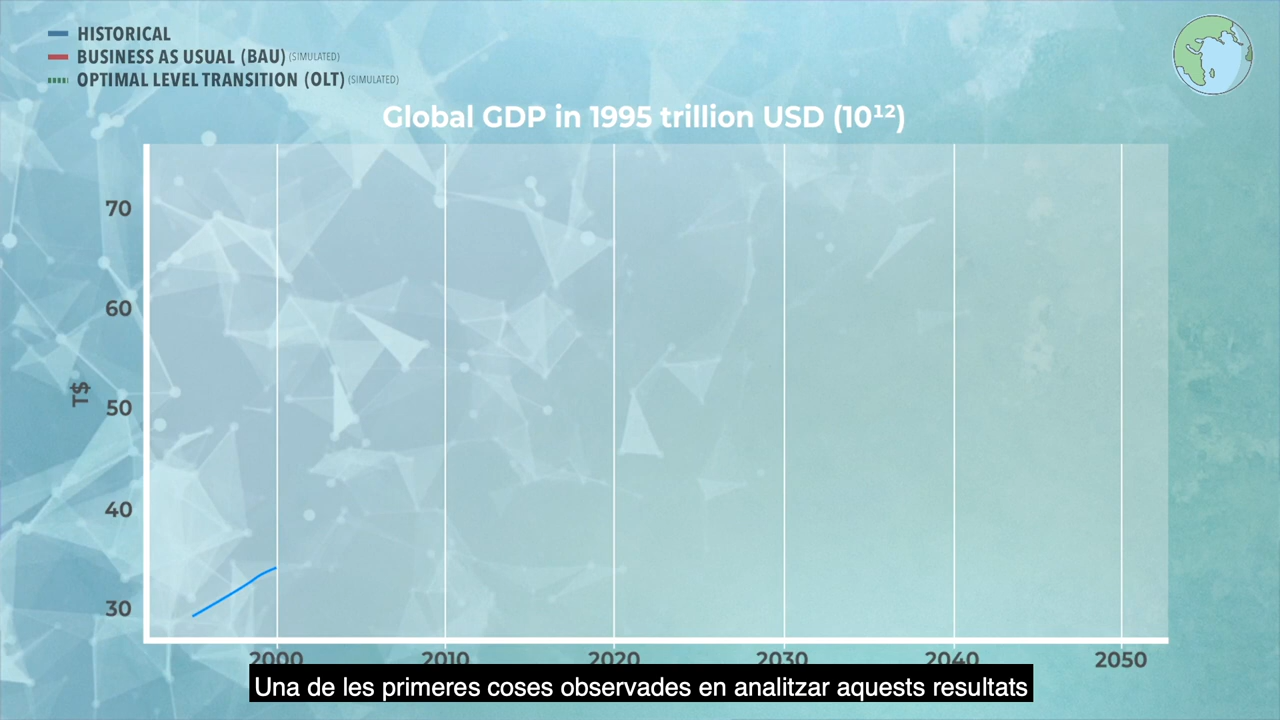 HISTORICAL
BUSINESS AS USUAL (BAU) (SIMULATED)
OPTIMAL LEVEL TRANSITION (OLT) (SIMULATED)
Global GDP in 1995 trillion USD (10¹²)
70
60
T$
50
40
30
2000 2010 2020 2030 2040 2050
Una de les primeres coses observades en analitzar aquests resultats